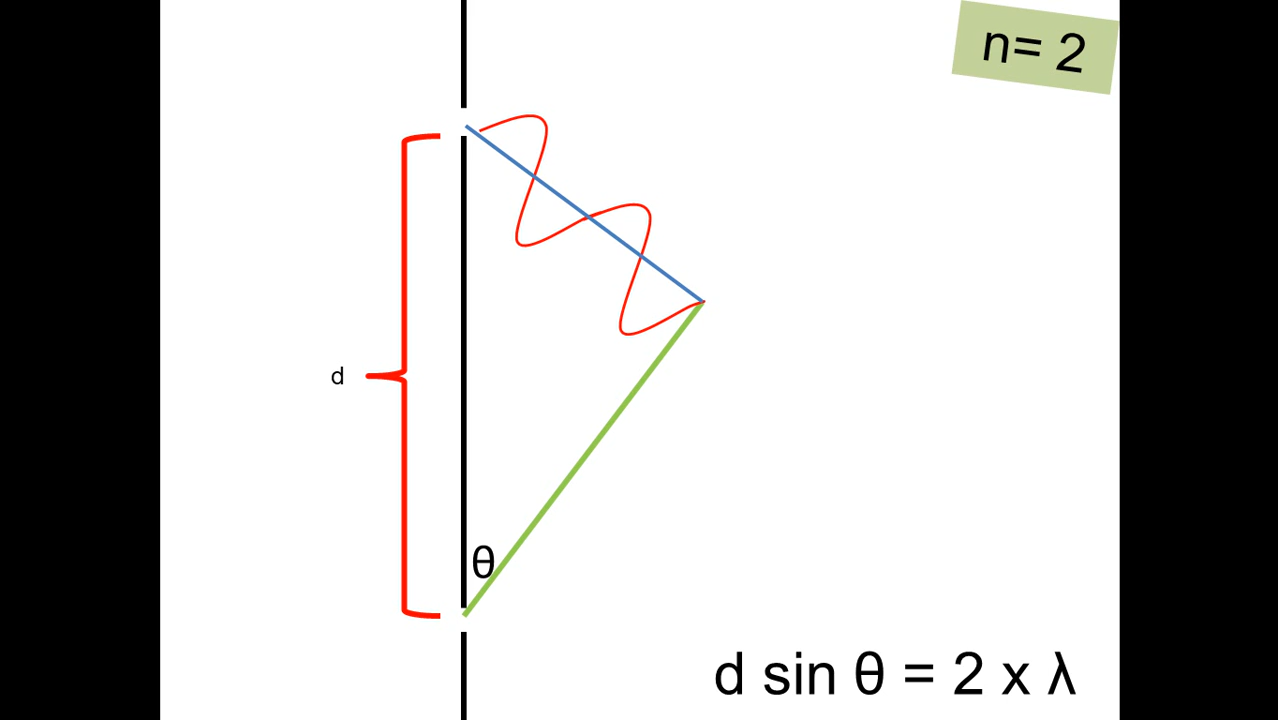 n= 2
d
θ
d sin θ = 2 x λ